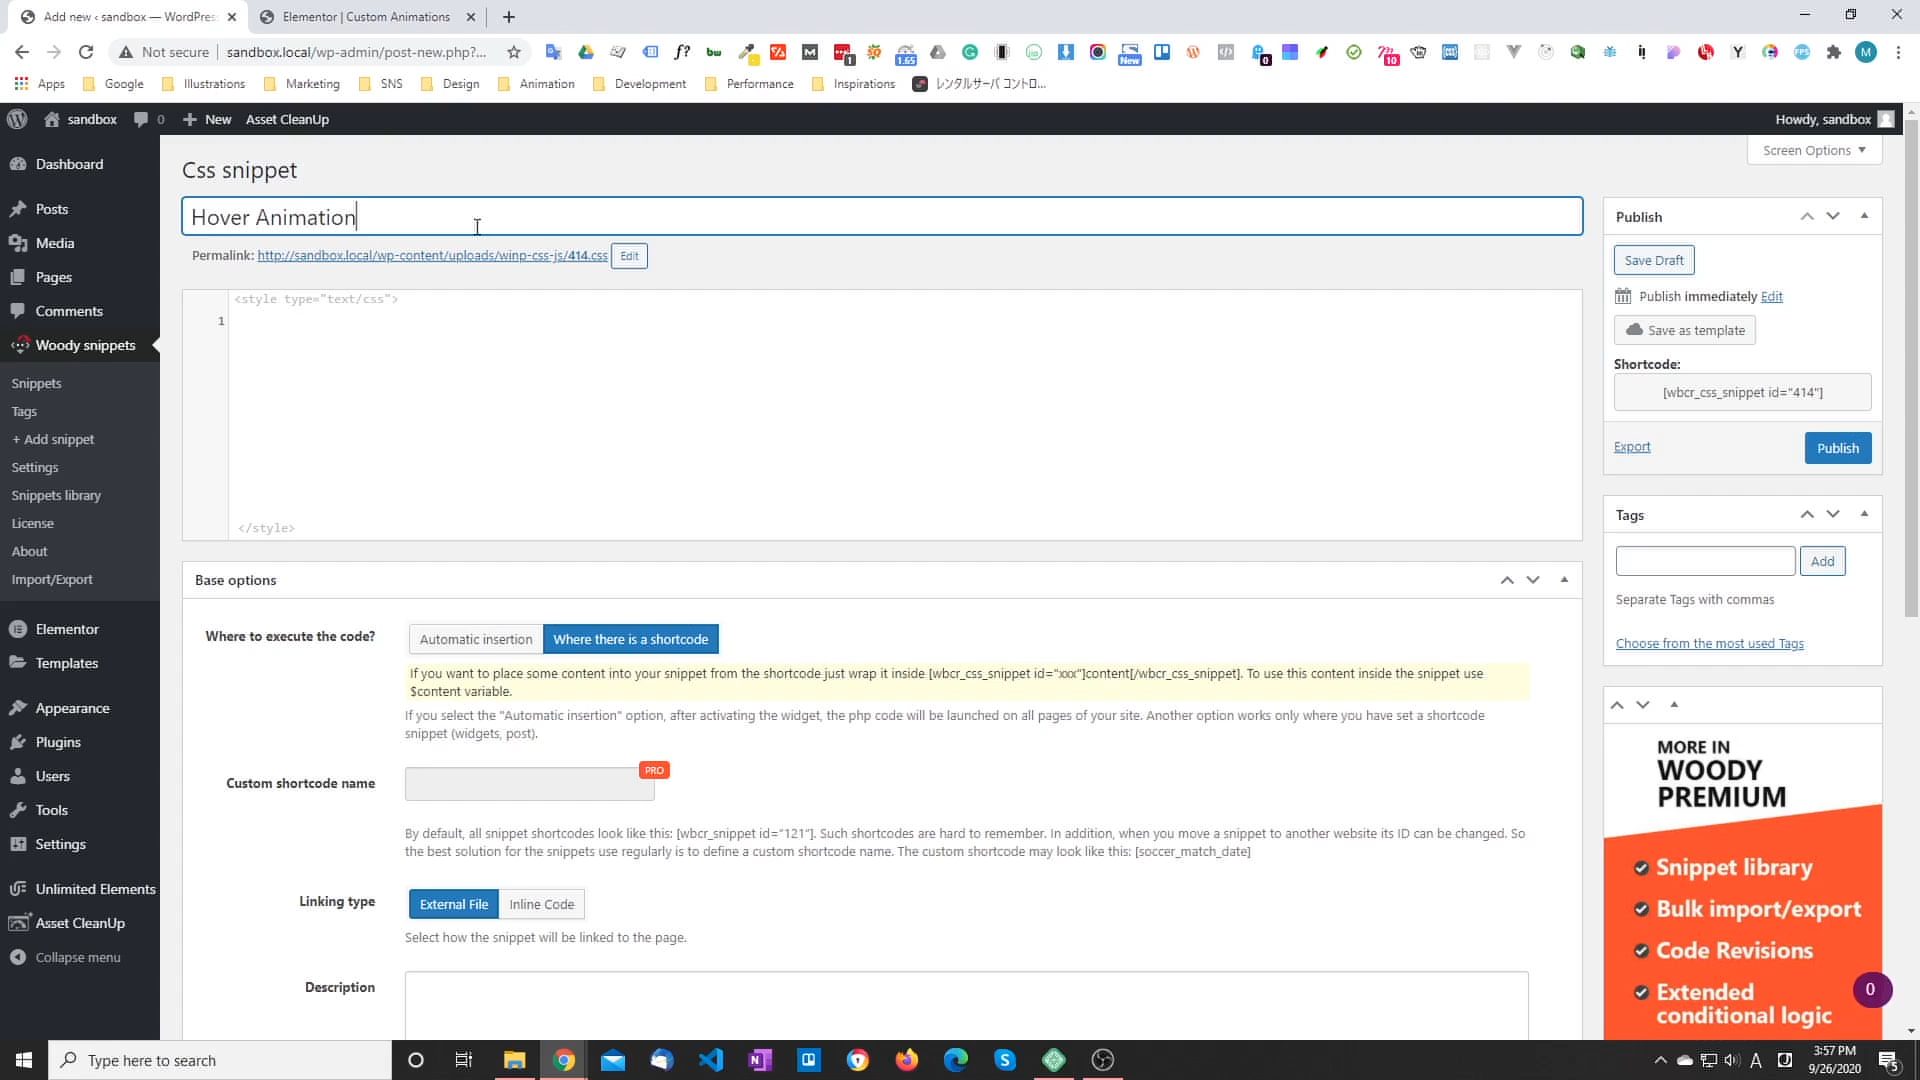 Add new ‹ sandbox — WordPres
Elementor | Custom Animations
Not secure
sandbox.local/wp-admin/post-new.php?...
Apps
Google
Illustrations
Marketing
SNS
Design
Animation
Development
Performance
Inspirations
レンタルサーバ コントロ...
sandbox
0
New
Asset CleanUp
Howdy, sandbox
Screen Options
Dashboard
Posts
Media
Pages
Comments
Woody snippets
Snippets
Tags
+ Add snippet
Settings
Snippets library
License
About
Import/Export
Elementor
Templates
Appearance
Plugins
Users
Tools
Settings
Unlimited Elements
Asset CleanUp
Collapse menu
Css snippet
Hover Animation
Permalink: http://sandbox.local/wp-content/uploads/winp-css-js/414.css
Edit
<style type="text/css">
1
</style>
Base options
Where to execute the code?
Automatic insertion
Where there is a shortcode
If you want to place some content into your snippet from the shortcode just wrap it inside [wbcr_css_snippet id="xxx"]content[/wbcr_css_snippet]. To use this content inside the snippet use
$content variable.
If you select the "Automatic insertion" option, after activating the widget, the php code will be launched on all pages of your site. Another option works only where you have set a shortcode
snippet (widgets, post).
Custom shortcode name
PRO
By default, all snippet shortcodes look like this: [wbcr_snippet id="121"]. Such shortcodes are hard to remember. In addition, when you move a snippet to another website its ID can be changed. So
the best solution for the snippets use regularly is to define a custom shortcode name. The custom shortcode may look like this: [soccer_match_date]
Linking type
External File
Inline Code
Select how the snippet will be linked to the page.
Description
Publish
Save Draft
Publish immediately Edit
Save as template
Shortcode:
[wbcr_css_snippet id="414"]
Export
Publish
Tags
Add
Separate Tags with commas
Choose from the most used Tags
MORE IN
WOODY
PREMIUM
Snippet library
Bulk import/export
Code Revisions
Extended
conditional logic
0
Type here to search
3:57 PM
9/26/2020
5